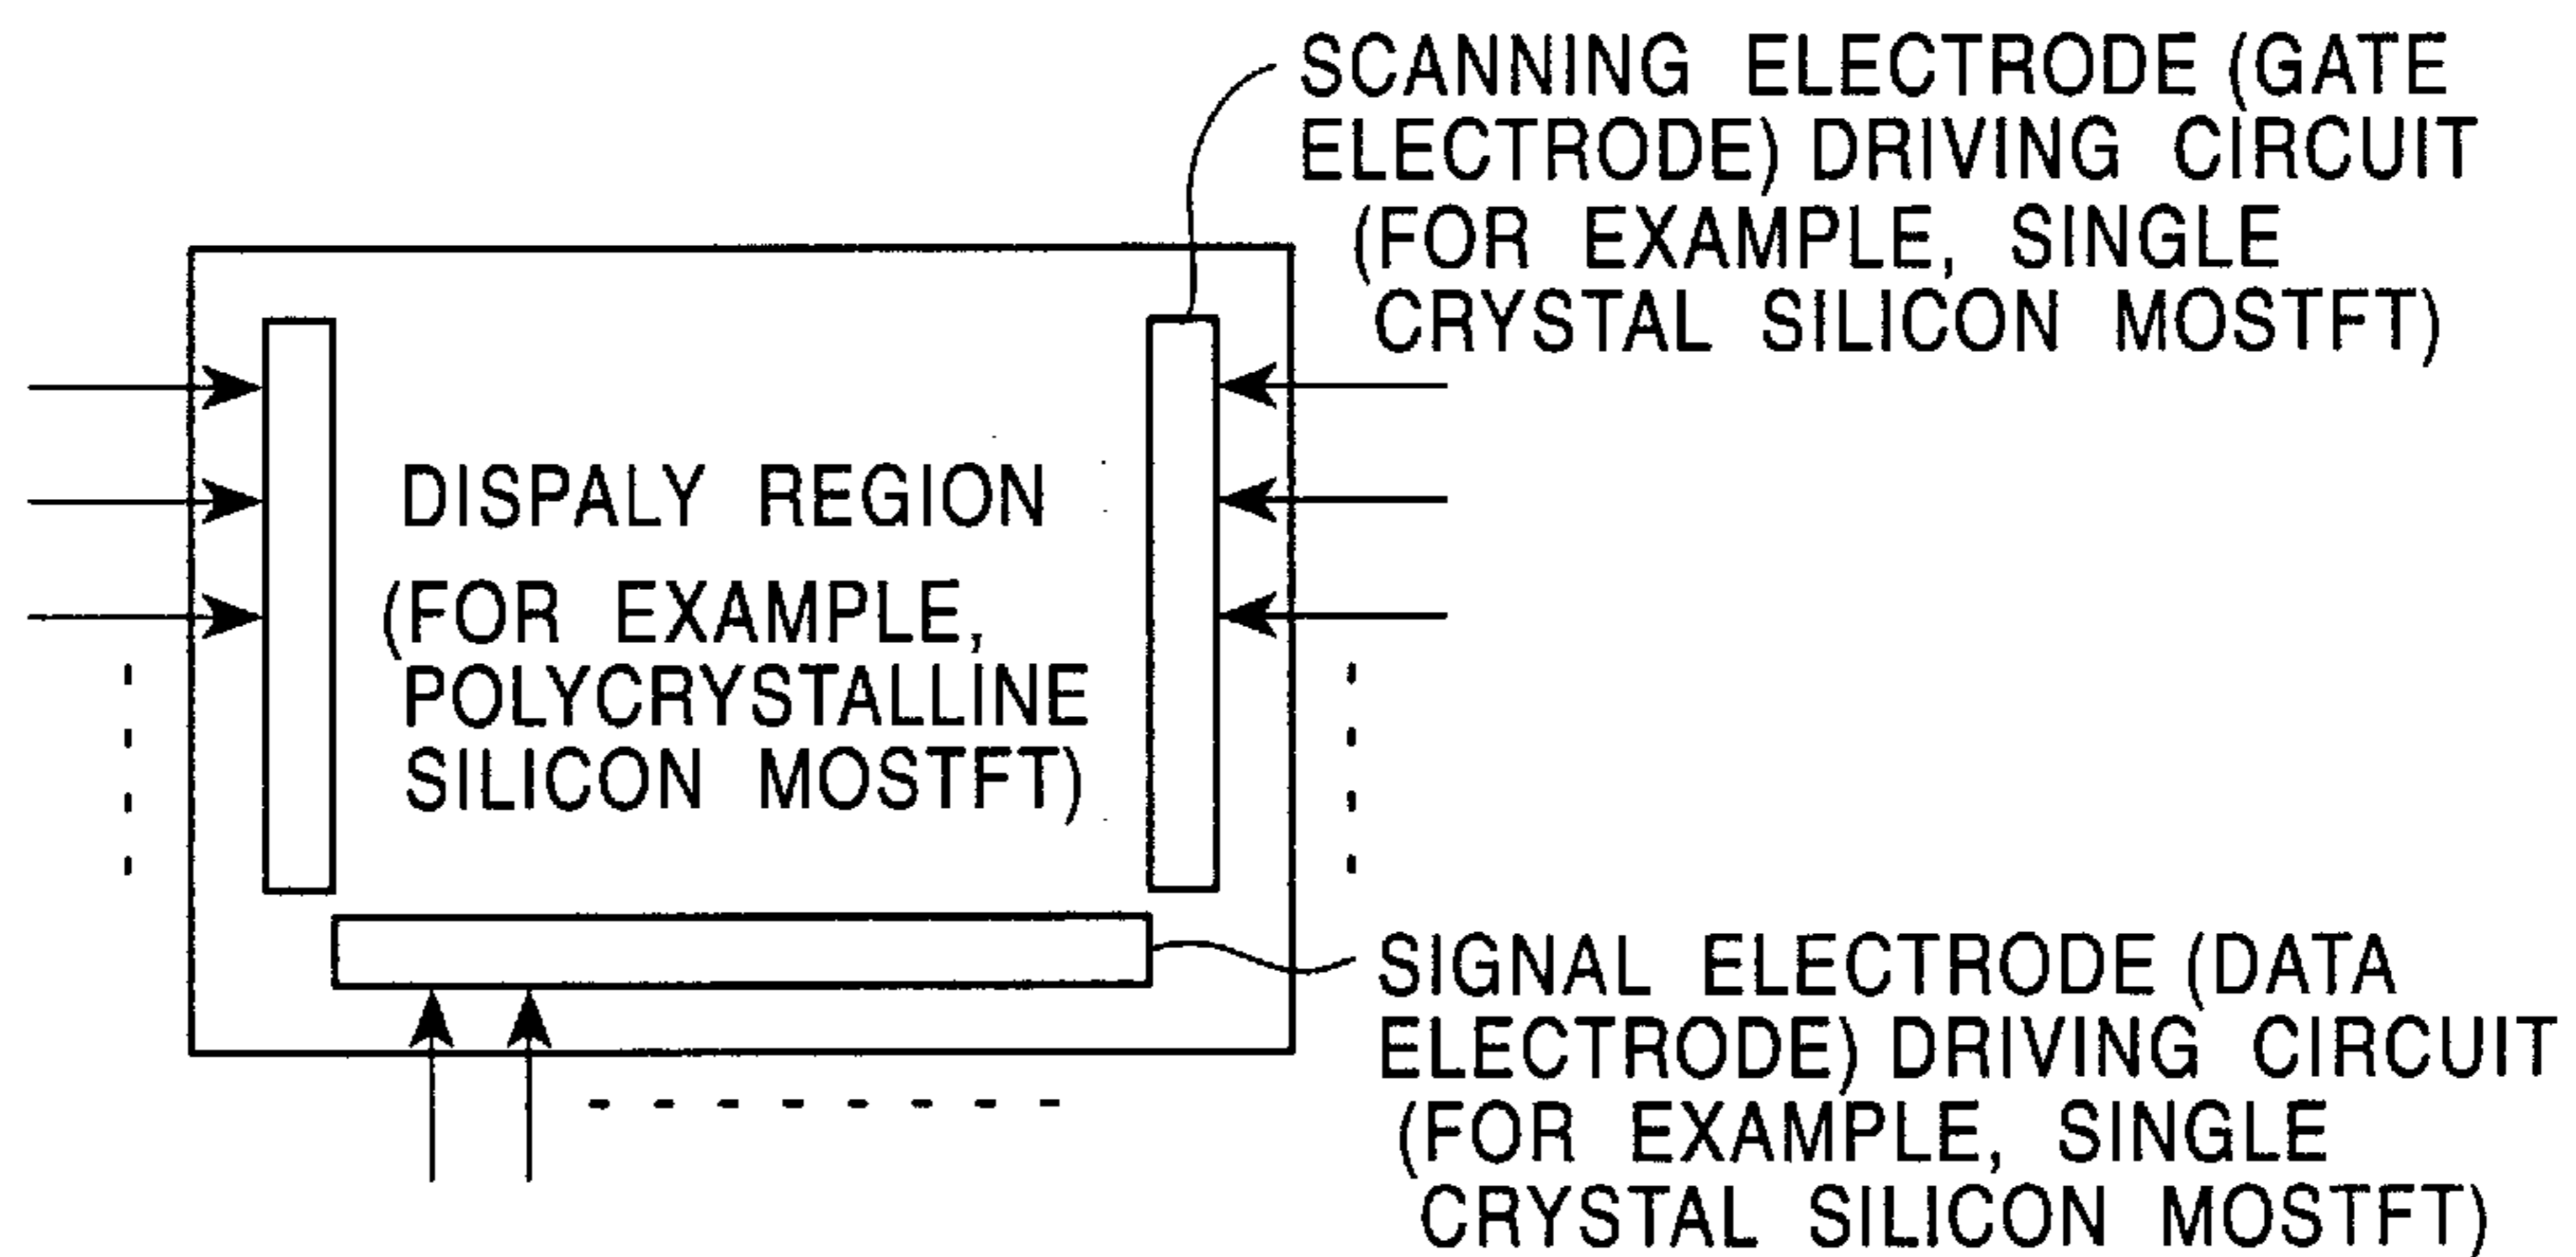 SCANNING ELECTRODE (GATE
ELECTRODE) DRIVING CIRCUIT
(FOR EXAMPLE, SINGLE
CRYSTAL SILICON MOSTFT)
DISPALY REGION
(FOR EXAMPLE,
POLYCRYSTALLINE
SILICON MOSTFT)
SIGNAL ELECTRODE (DATA
ELECTRODE) DRIVING CIRCUIT
(FOR EXAMPLE, SINGLE
CRYSTAL SILICON MOSTFT)